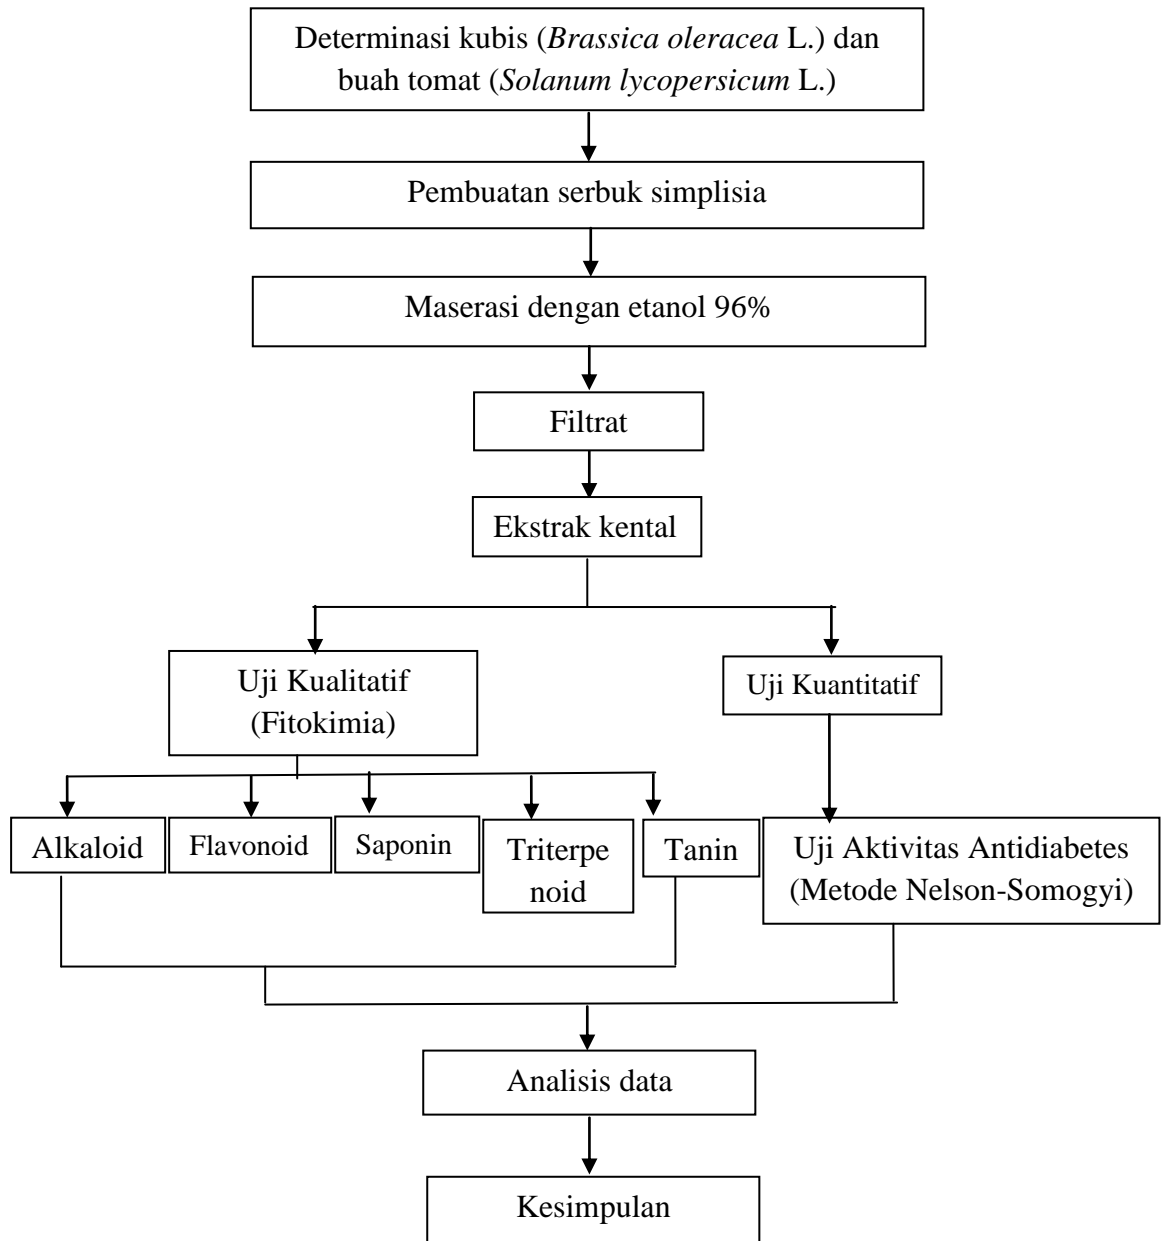 Determinasi kubis (Brassica oleracea L.) dan
buah tomat (Solanum lycopersicum L.)
Pembuatan serbuk simplisia
Maserasi dengan etanol 96%
Filtrat
Ekstrak kental
Uji Kualitatif
(Fitokimia)
Uji Kuantitatif
Alkaloid
Flavonoid
Saponin
Triterpe
noid
Tanin
Uji Aktivitas Antidiabetes
(Metode Nelson-Somogyi)
Analisis data
Kesimpulan